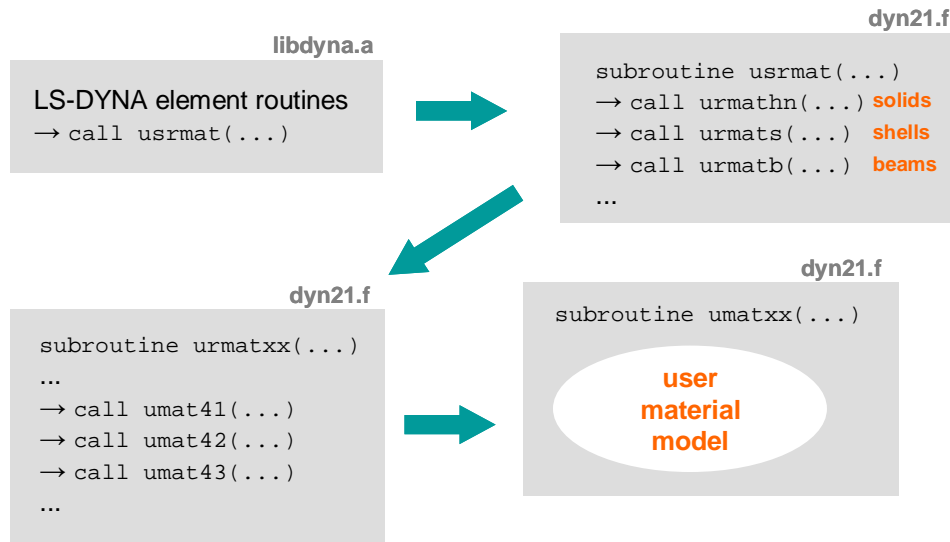 libdyna.a
LS-DYNA element routines
→ call usrmat(...)
dyn21.f
subroutine usrmat(...)
→ call urmathn(...) solids
→ call urmats(...) shells
→ call urmatb(...) beams
...
dyn21.f
subroutine urmatxx(...)
...
→ call umat41(...)
→ call umat42(...)
→ call umat43(...)
...
dyn21.f
subroutine umatxx(...)
user
material
model